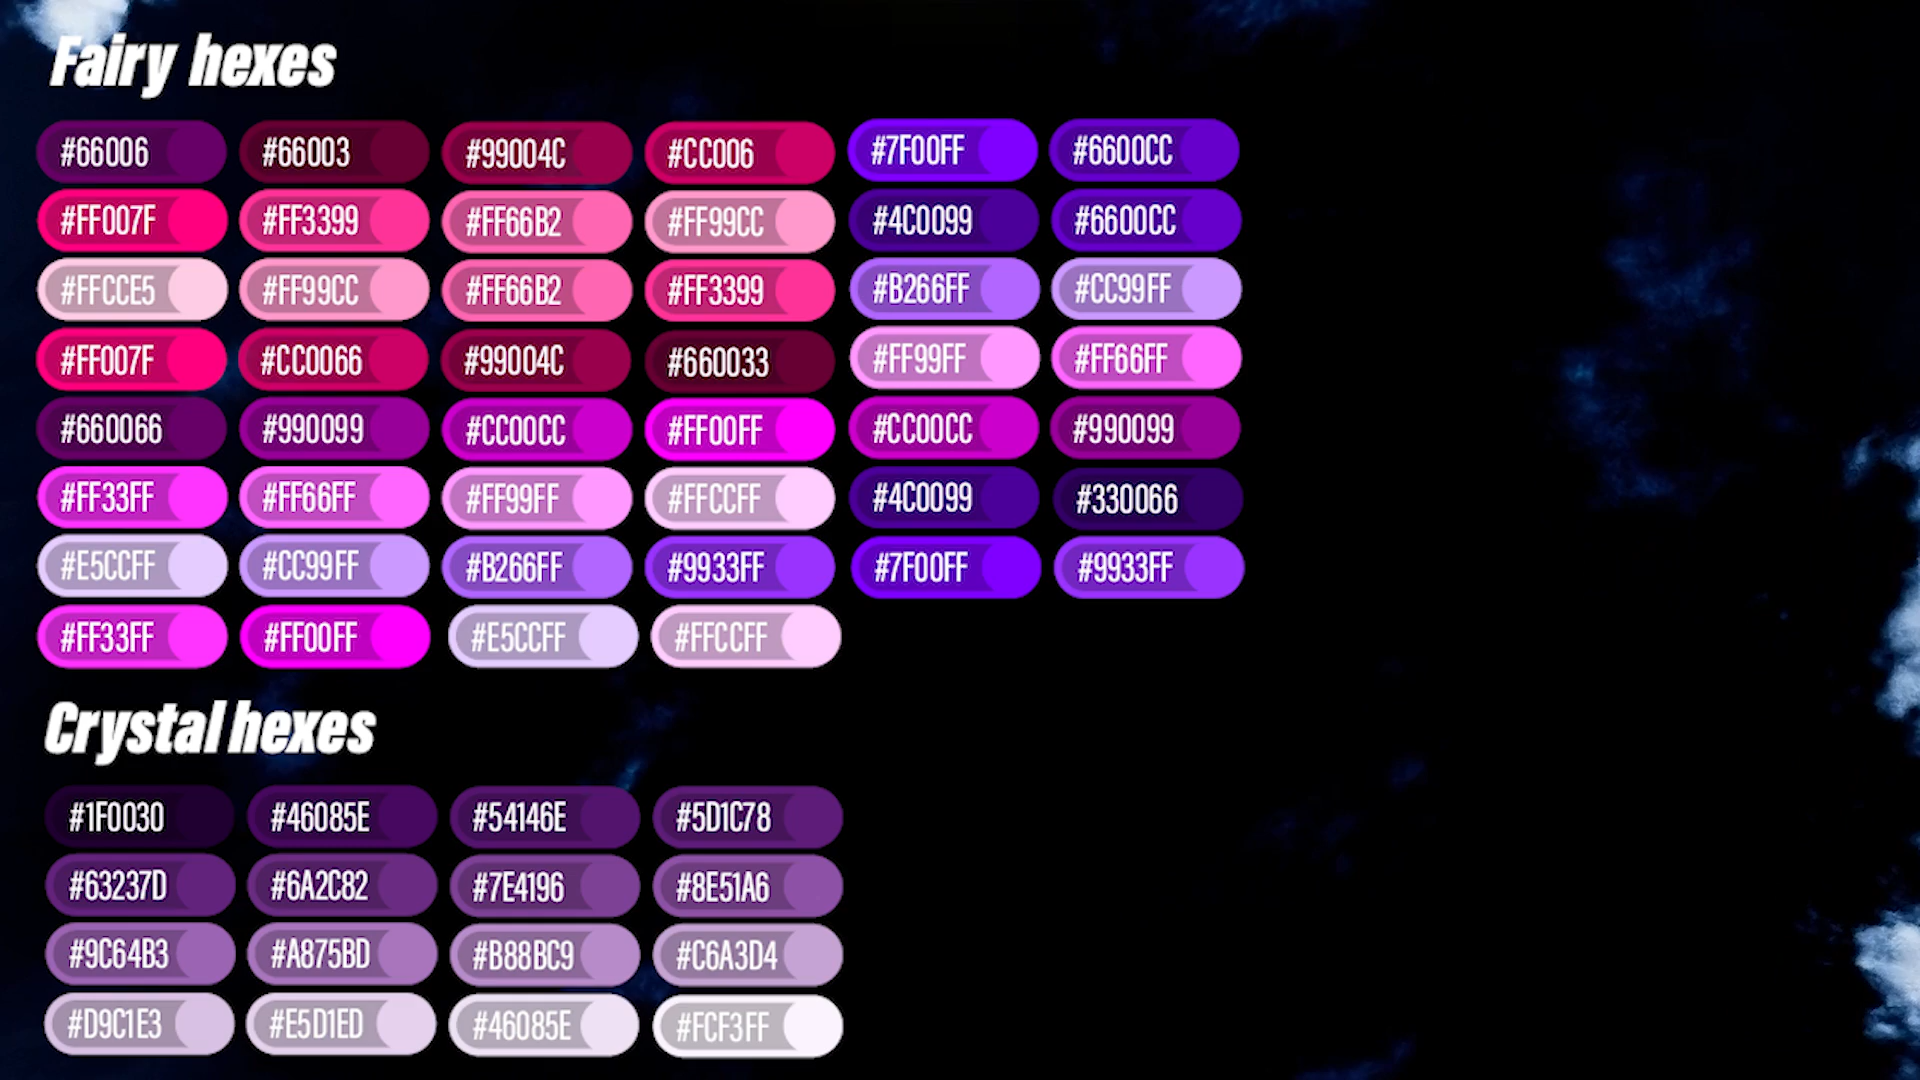 Fairy hexes
#66006 #66003 #99004C #CC006 #7F00FF #6600CC
#FF007F #FF3399 #FF66B2 #FF99CC #4C0099 #6600CC
#FFCCE5 #FF99CC #FF66B2 #FF3399 #B266FF #CC99FF
#FF007F #CC0066 #99004C #660033 #FF99FF #FF66FF
#660066 #990099 #CC00CC #FF00FF #CC00CC #990099
#FF33FF #FF66FF #FF99FF #FFCCFF #4C0099 #330066
#E5CCFF #CC99FF #B266FF #9933FF #7F00FF #9933FF
#FF33FF #FF00FF #E5CCFF #FFCCFF
Crystal hexes
#1F0030 #46085E #54146E #5D1C78
#63237D #6A2C82 #7E4196 #8E51A6
#9C64B3 #A875BD #B88BC9 #C6A3D4
#D9C1E3 #E5D1ED #46085E #FCF3FF